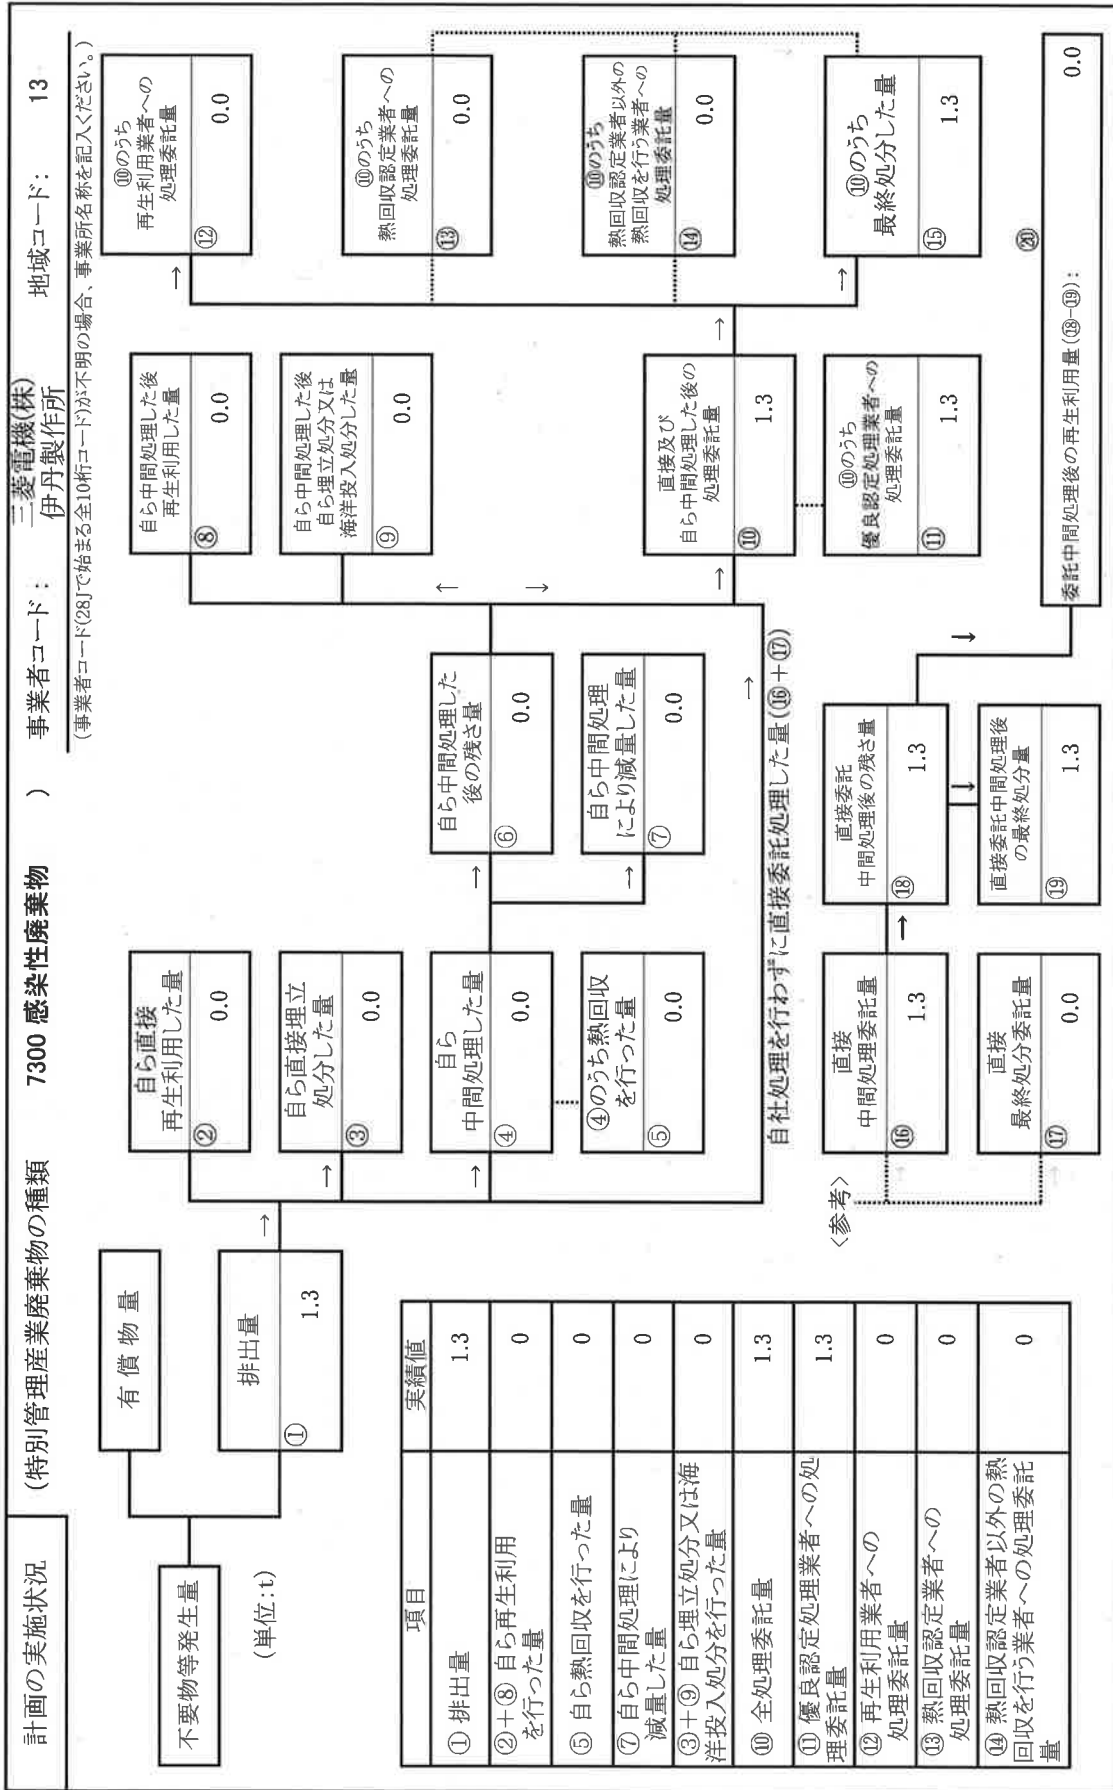 計画の実施状況
(特別管理産業廃棄物の種類 7300 感染性廃棄物 )
事業者コード: 三菱電機(株)
伊丹製作所
地域コード: 13
(事業者コード(「28」で始まる全10桁コード)が不明の場合、事業所名称を記入ください。)
不要物等発生量
(単位:t)
有 償 物 量
排出量
① 1.3
自ら直接
再生利用した量
② 0.0
自ら直接埋立
処分した量
③ 0.0
自ら
中間処理した量
④ 0.0
④のうち熱回収
を行った量
⑤ 0.0
自ら中間処理した
後の残さ量
⑥ 0.0
自ら中間処理
により減量した量
⑦ 0.0
自ら中間処理した後
再生利用した量
⑧ 0.0
自ら中間処理した後
自ら埋立処分又は
海洋投入処分した量
⑨ 0.0
直接及び
自ら中間処理した後の
処理委託量
⑩ 1.3
⑩のうち
優良認定処理業者への
処理委託量
⑪ 1.3
⑩のうち
再生利用業者への
処理委託量
⑫ 0.0
⑩のうち
熱回収認定業者への
処理委託量
⑬ 0.0
⑩のうち
熱回収認定業者以外の
熱回収を行う業者への
処理委託量
⑭ 0.0
⑩のうち
最終処分した量
⑮ 1.3
自社処理を行わずに直接委託処理した量(⑯+⑰)
<参考>
直接
中間処理委託量
⑯ 1.3
直接
最終処分委託量
⑰ 0.0
直接委託
中間処理後の残さ量
⑱ 1.3
直接委託中間処理後
の最終処分量
⑲ 1.3
⑳
委託中間処理後の再生利用量(⑱-⑲): 0.0
項目 実績値
① 排出量 1.3
②+⑧ 自ら再生利用
を行った量 0
⑤ 自ら熱回収を行った量 0
⑦ 自ら中間処理により
減量した量 0
③+⑨ 自ら埋立処分又は海
洋投入処分を行った量 0
⑩ 全処理委託量 1.3
⑪ 優良認定処理業者への処
理委託量 1.3
⑫ 再生利用業者への
処理委託量 0
⑬ 熱回収認定業者への
処理委託量 0
⑭ 熱回収認定業者以外の熱
回収を行う業者への処理委託
量 0